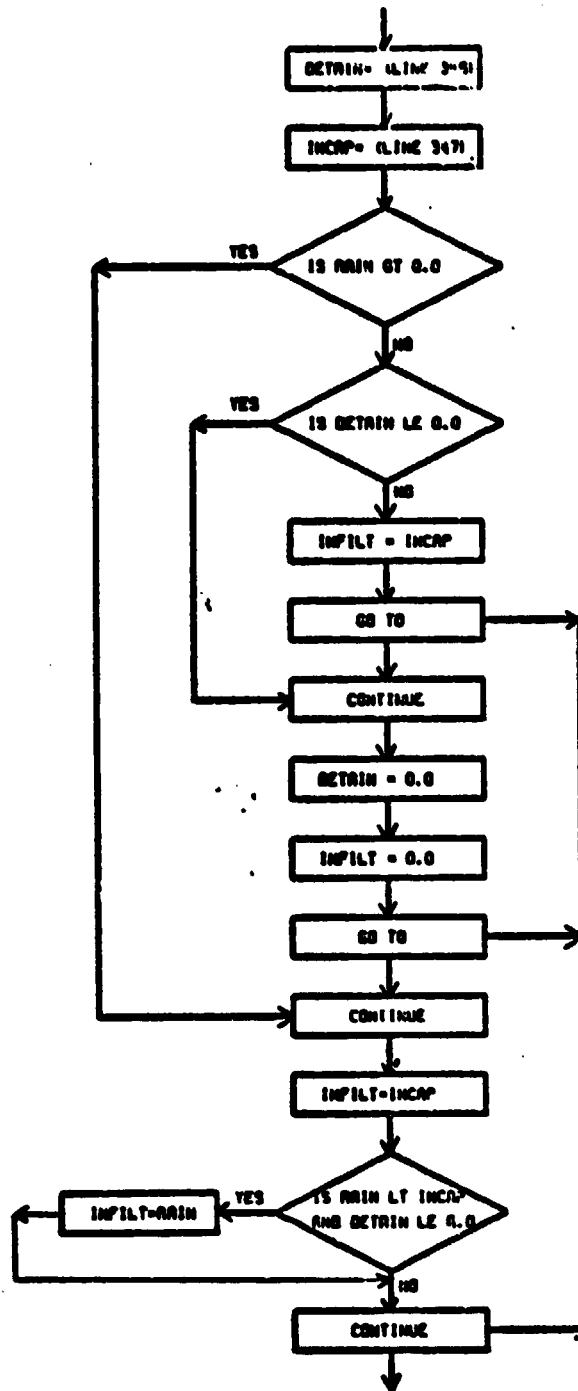 DETRAIN= (LINE 345)
INCAP= (LINE 347)
YES
IS RAIN GT 0.0
NO
YES
IS DETRAIN LE 0.0
NO
INFILT = INCAP
GO TO
CONTINUE
DETRAIN = 0.0
INFILT = 0.0
GO TO
CONTINUE
INFILT=INCAP
INFILT=RAIN
YES
IS RAIN LT INCAP
AND DETRAIN LE 0.0
NO
CONTINUE